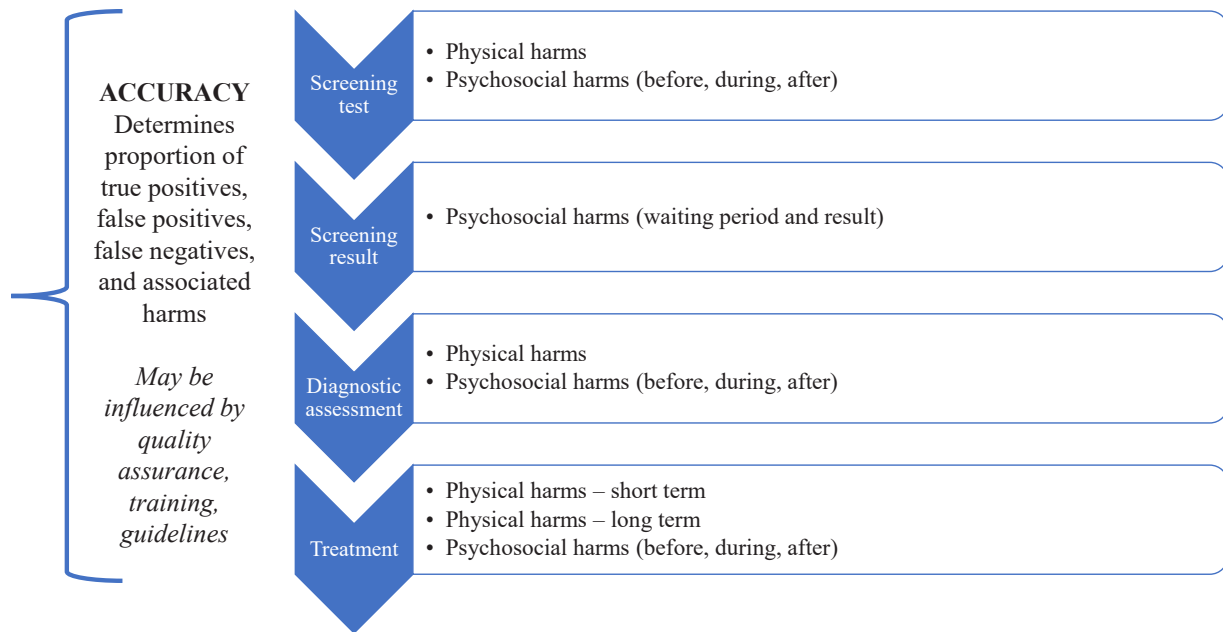 ACCURACY
Determines
proportion of
true positives,
false positives,
false negatives,
and associated
harms
May be
influenced by
quality
assurance,
training,
guidelines
Screening
test
• Physical harms
• Psychosocial harms (before, during, after)
Screening
result
• Psychosocial harms (waiting period and result)
Diagnostic
assessment
• Physical harms
• Psychosocial harms (before, during, after)
Treatment
• Physical harms – short term
• Physical harms – long term
• Psychosocial harms (before, during, after)